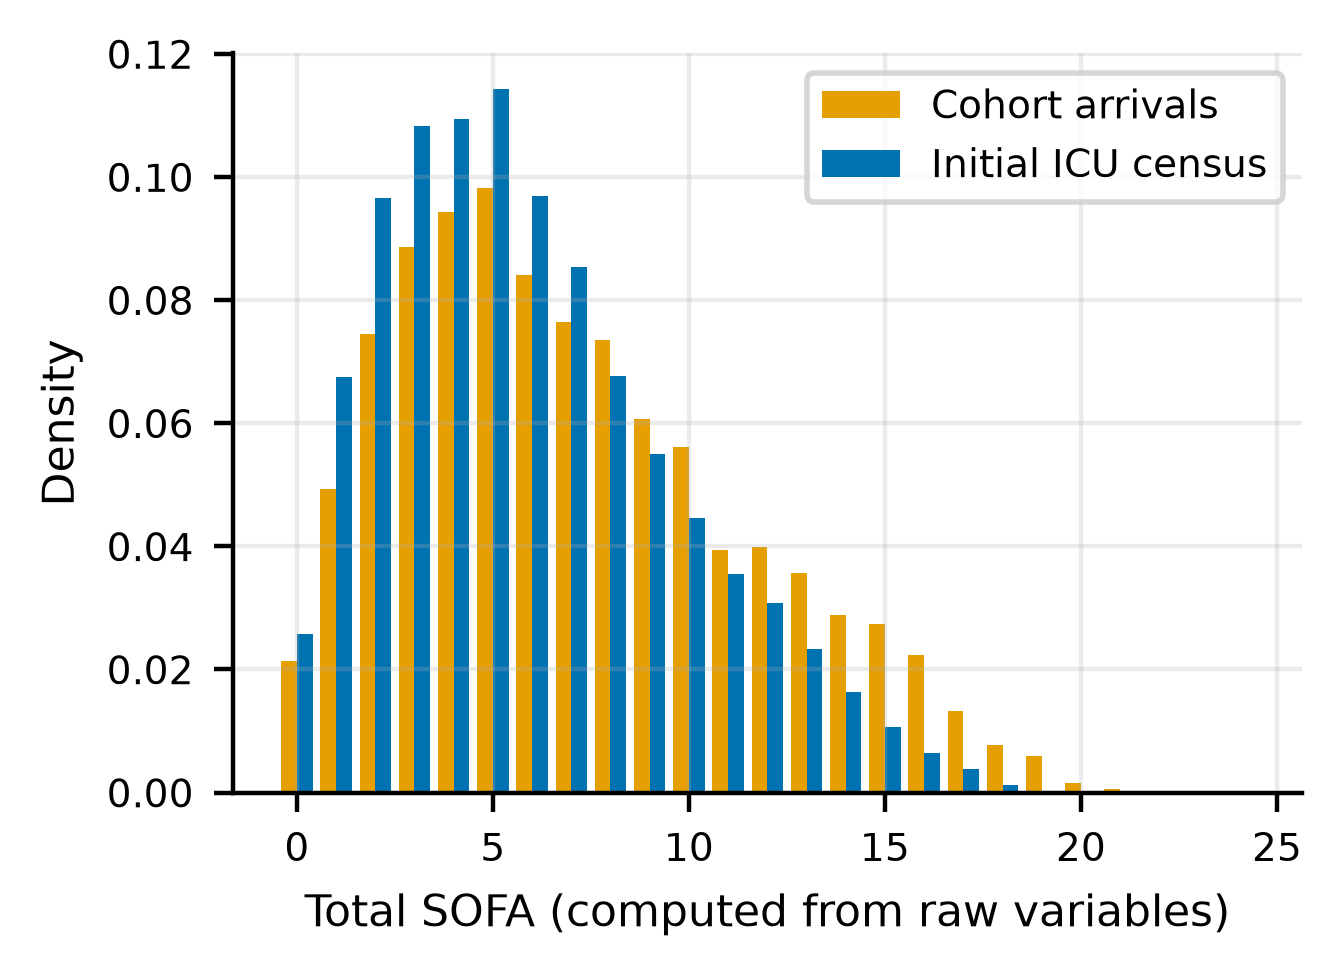 0.12
0.10
0.08
0.06
0.04
0.02
0.00
Density
Cohort arrivals
Initial ICU census
0 5 10 15 20 25
Total SOFA (computed from raw variables)